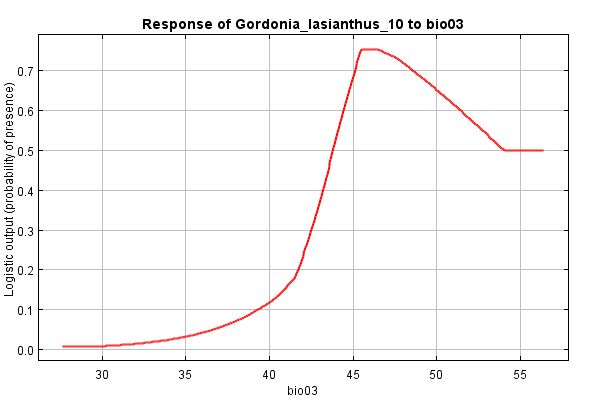 Response of Gordonia_lasianthus_10 to bio03
Logistic output (probability of presence)
0.7
0.6
0.5
0.4
0.3
0.2
0.1
0.0
30 35 40 45 50 55
bio03